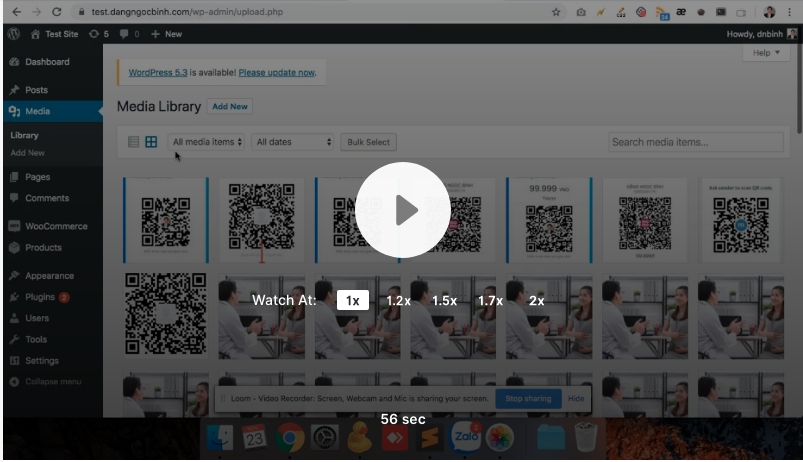 test.dangngocbinh.com/wp-admin/upload.php
Test Site 5 0 + New Howdy, dnbinh
Help
Dashboard
WordPress 5.3 is available! Please update now.
Posts
Media
Media Library Add New
Library
Add New
All media items All dates Bulk Select Search media items...
Pages
Comments
WooCommerce
Products
Appearance
Plugins 2
Users
Tools
Settings
Collapse menu
99.999 VND
Watch At: 1x 1.2x 1.5x 1.7x 2x
Loom - Video Recorder: Screen, Webcam and Mic is sharing your screen. Stop sharing Hide
56 sec
23
Zalo